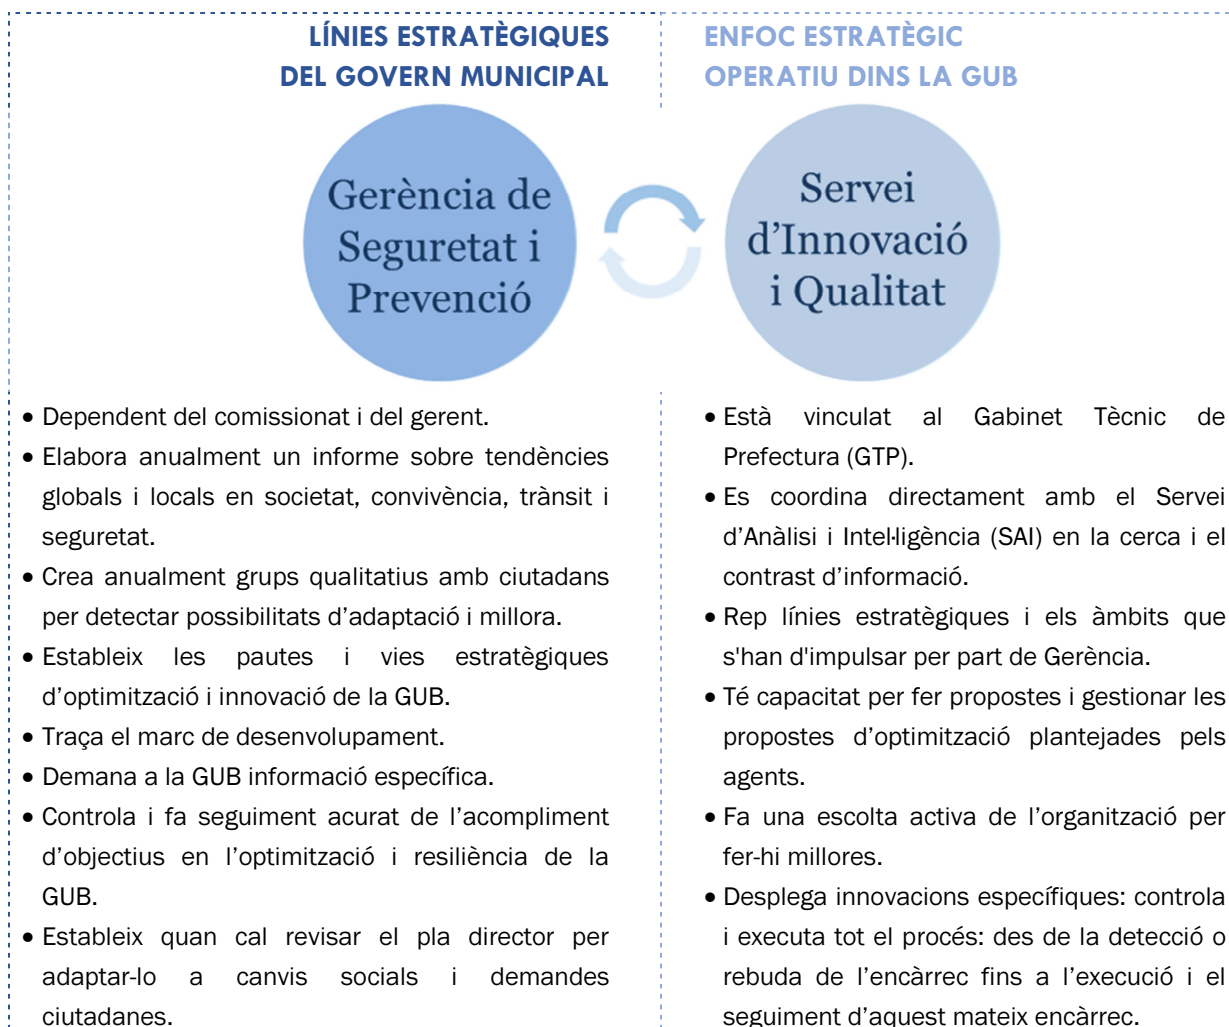 LÍNIES ESTRATÈGIQUES
DEL GOVERN MUNICIPAL
Gerència de
Seguretat i
Prevenció
• Dependent del comissionat i del gerent.
• Elabora anualment un informe sobre tendències
globals i locals en societat, convivència, trànsit i
seguretat.
• Crea anualment grups qualitatius amb ciutadans
per detectar possibilitats d’adaptació i millora.
• Estableix les pautes i vies estratègiques
d’optimització i innovació de la GUB.
• Traça el marc de desenvolupament.
• Demana a la GUB informació específica.
• Controla i fa seguiment acurat de l’acompliment
d’objectius en l’optimització i resiliència de la
GUB.
• Estableix quan cal revisar el pla director per
adaptar-lo a canvis socials i demandes
ciutadanes.
ENFOC ESTRATÈGIC
OPERATIU DINS LA GUB
Servei
d’Innovació
i Qualitat
• Està vinculat al Gabinet Tècnic de
Prefectura (GTP).
• Es coordina directament amb el Servei
d’Anàlisi i Intel·ligència (SAI) en la cerca i el
contrast d’informació.
• Rep línies estratègiques i els àmbits que
s'han d'impulsar per part de Gerència.
• Té capacitat per fer propostes i gestionar les
propostes d’optimització plantejades pels
agents.
• Fa una escolta activa de l’organització per
fer-hi millores.
• Desplega innovacions específiques: controla
i executa tot el procés: des de la detecció o
rebuda de l’encàrrec fins a l’execució i el
seguiment d’aquest mateix encàrrec.